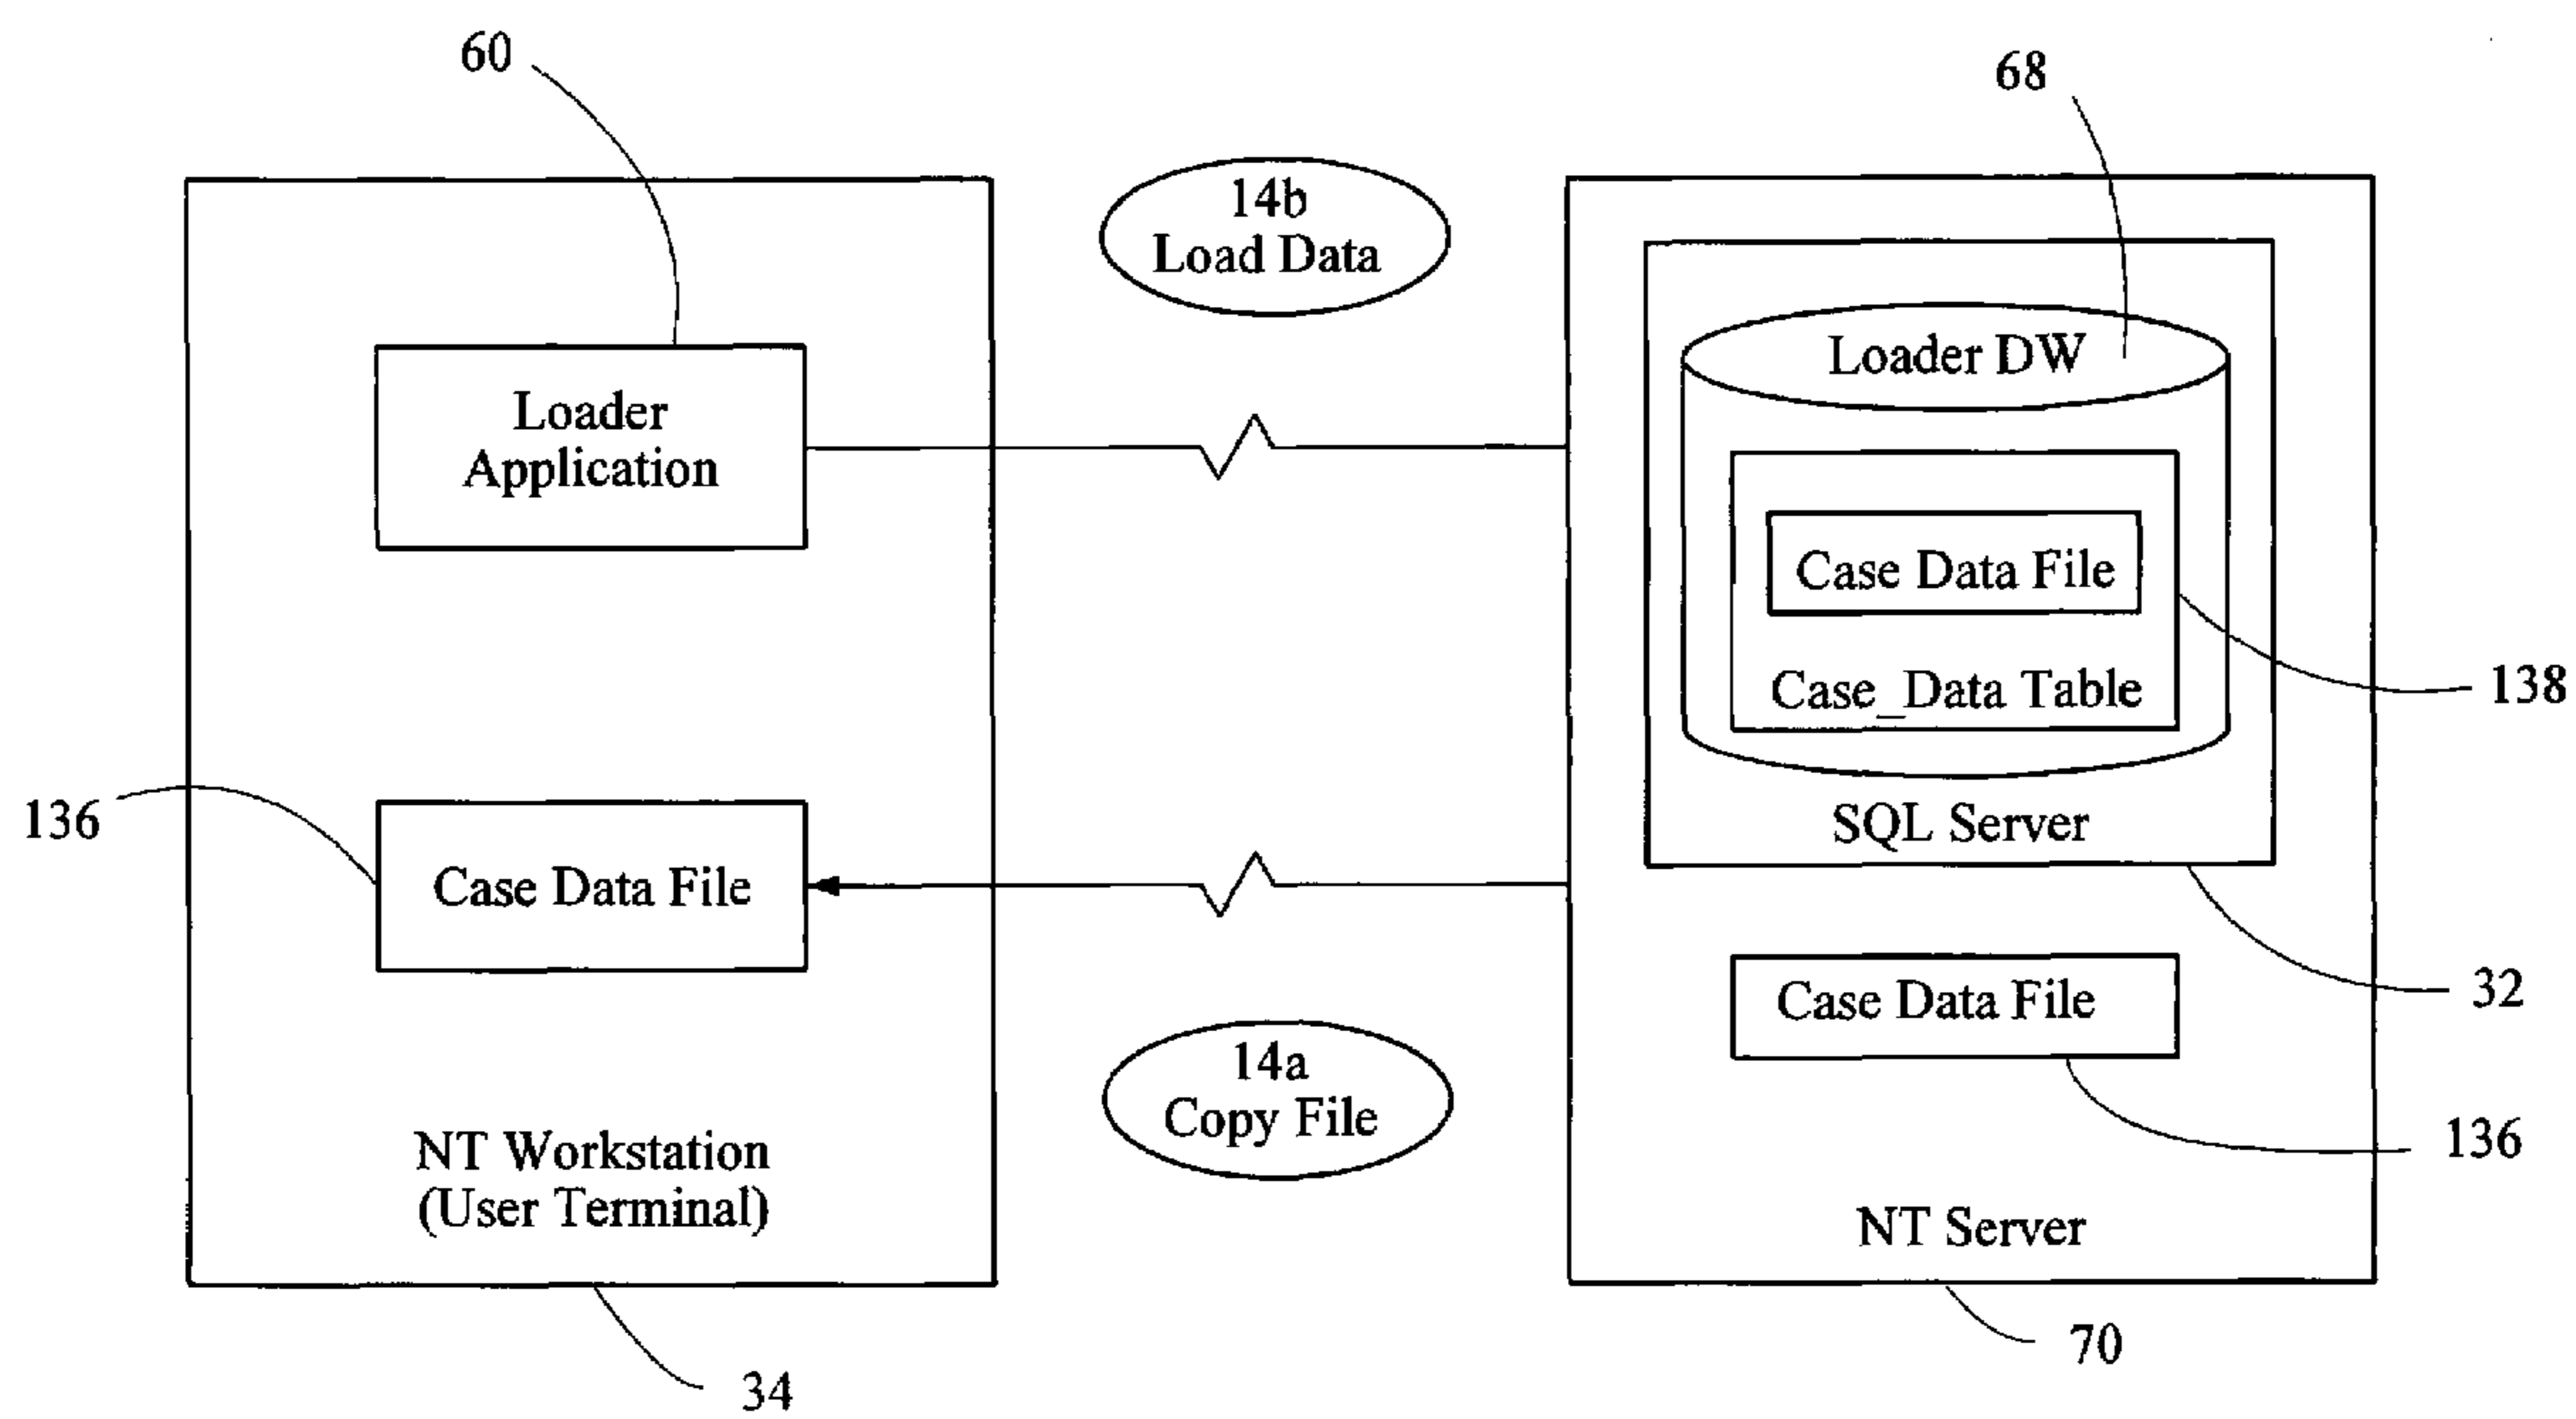 60
68
14b
Load Data
Loader DW
Loader
Application
Case Data File
Case_Data Table
138
136
Case Data File
SQL Server
32
Case Data File
14a
Copy File
136
NT Workstation
(User Terminal)
NT Server
70
34